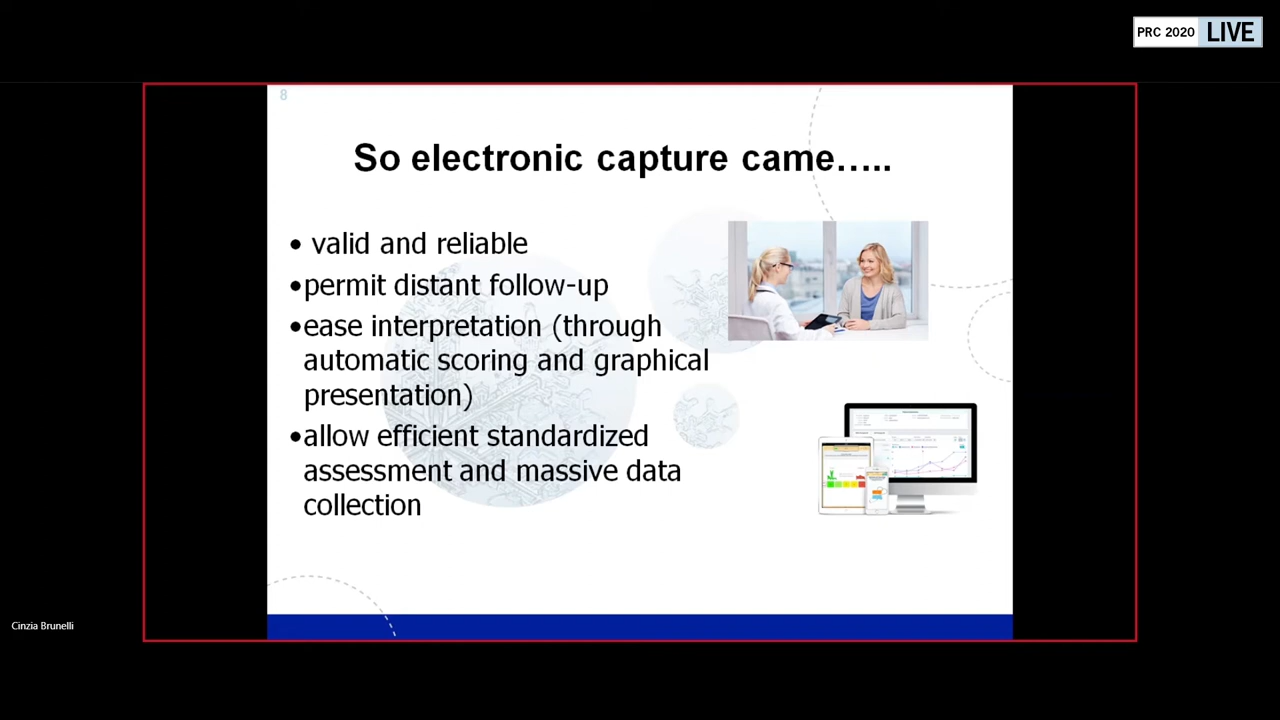 PRC 2020 LIVE
8
So electronic capture came…..
• valid and reliable
•permit distant follow-up
•ease interpretation (through
automatic scoring and graphical
presentation)
•allow efficient standardized
assessment and massive data
collection
Cinzia Brunelli